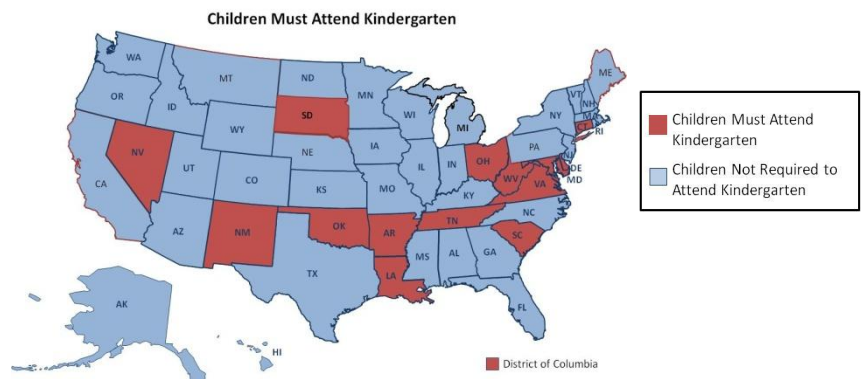 Children Must Attend Kindergarten
WA
MT
ND
MN
ME
OR
ID
SD
WI
MI
NY
VT
NH
MA
CT
RI
WY
NE
IA
PA
NJ
NV
UT
CO
KS
MO
IL
IN
OH
WV
VA
DE
MD
CA
KY
AZ
NM
OK
AR
TN
NC
SC
TX
LA
MS
AL
GA
FL
AK
HI
District of Columbia
Children Must Attend
Kindergarten
Children Not Required to
Attend Kindergarten